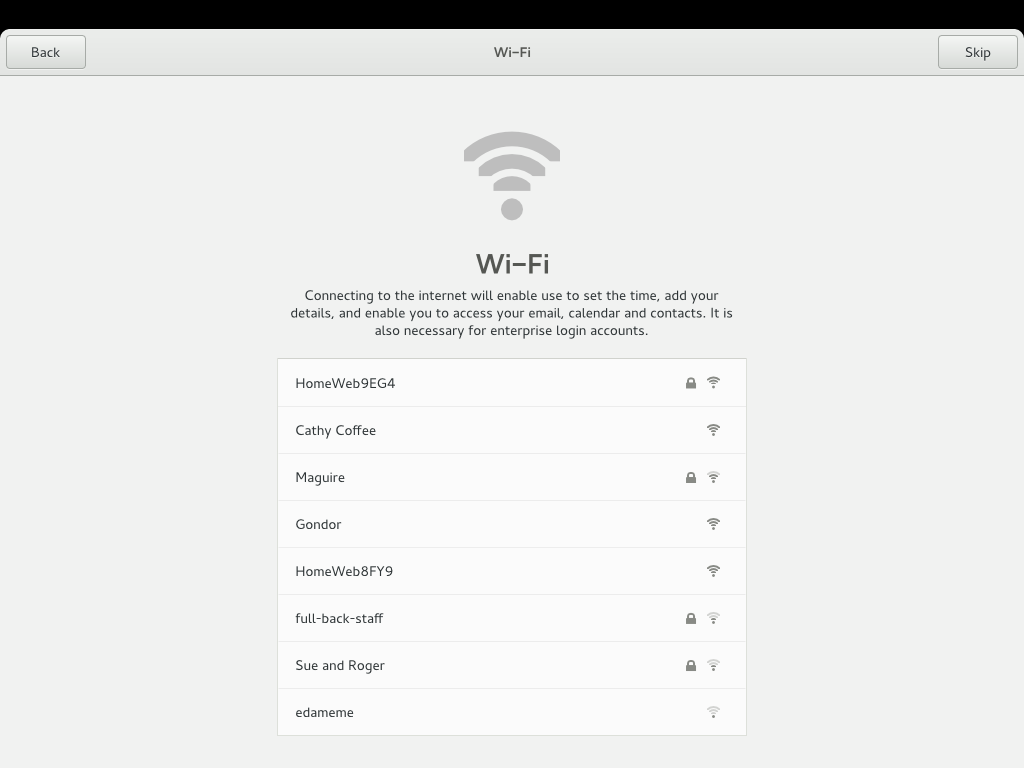 Back
Wi-Fi
Skip
Wi-Fi
Connecting to the internet will enable use to set the time, add your
details, and enable you to access your email, calendar and contacts. It is
also necessary for enterprise login accounts.
HomeWeb9EG4
Cathy Coffee
Maguire
Gondor
HomeWeb8FY9
full-back-staff
Sue and Roger
edameme